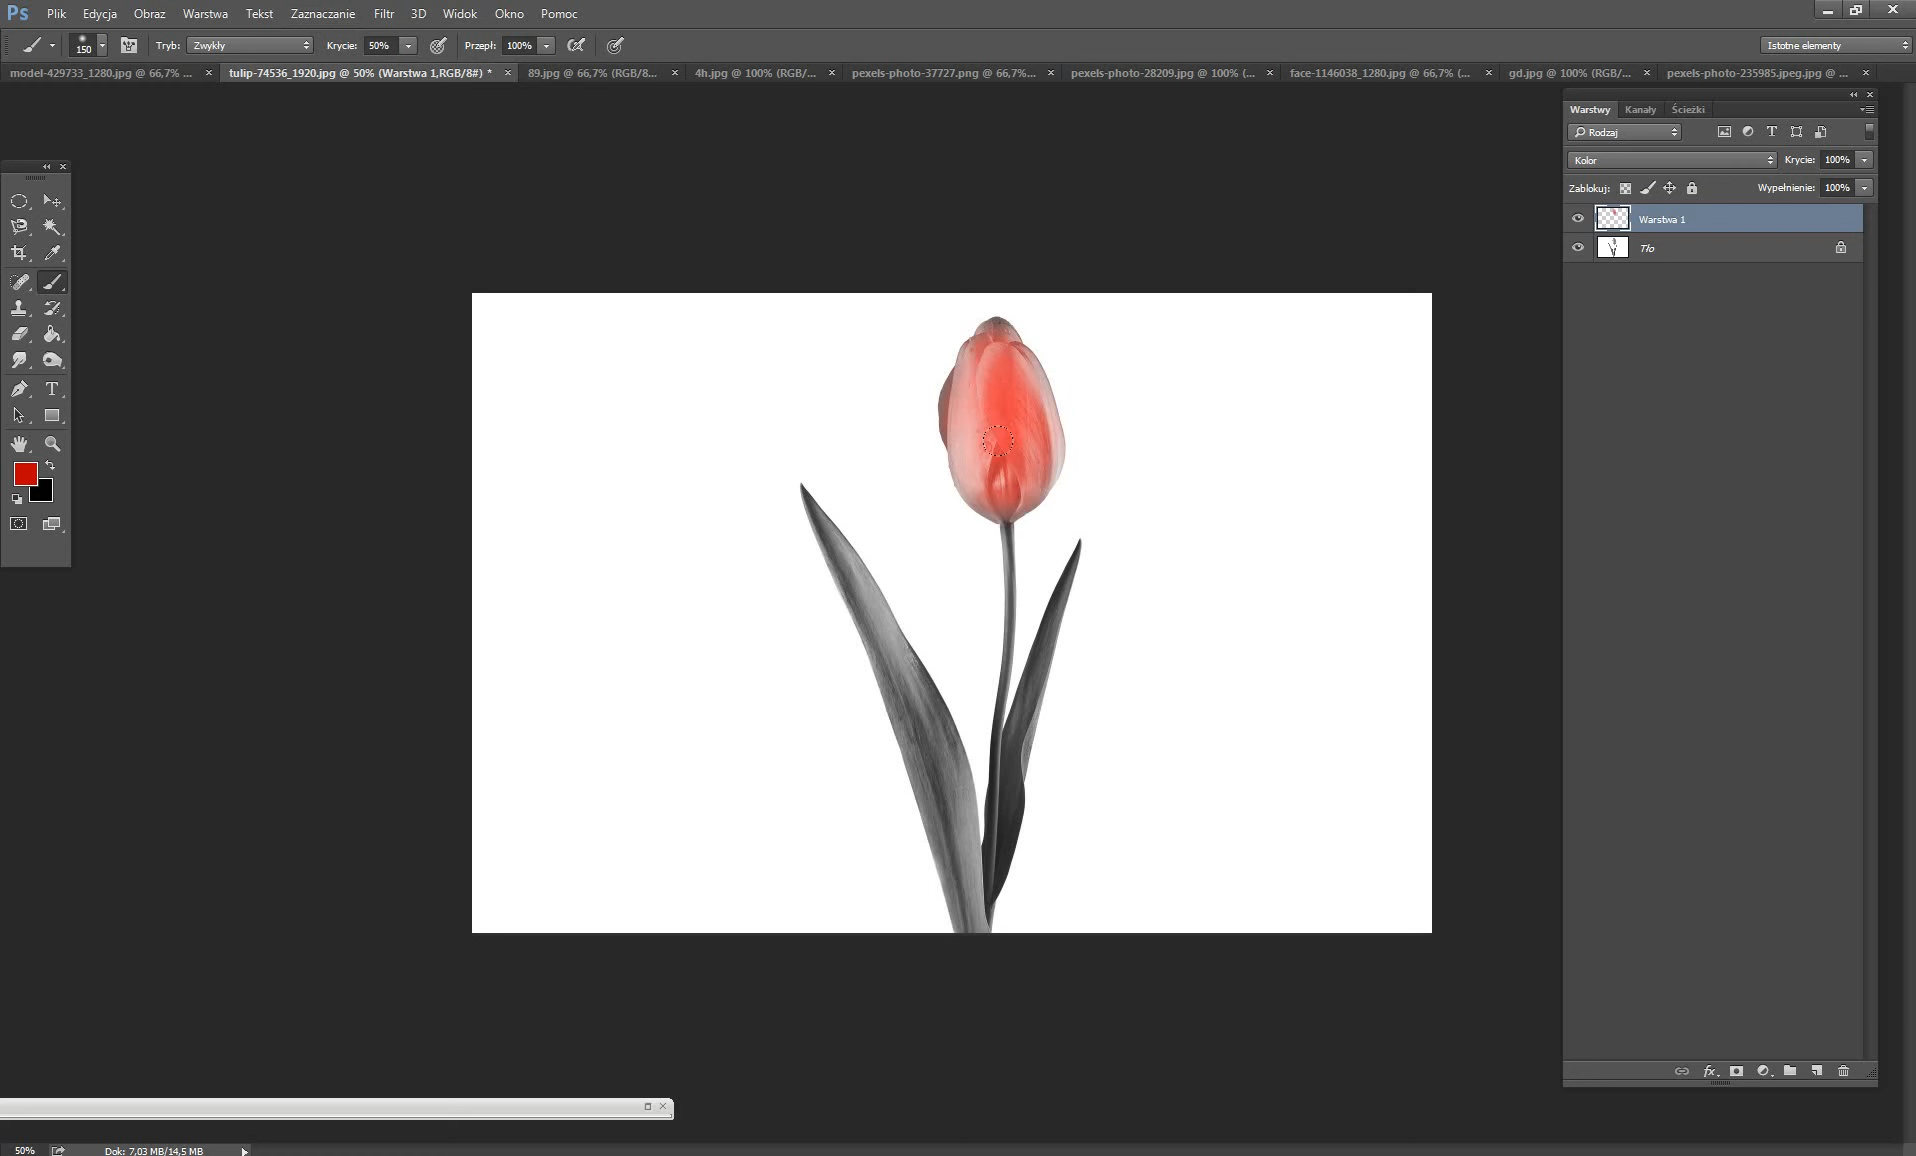 Ps Plik Edycja Obraz Warstwa Tekst Zaznaczanie Filtr 3D Widok Okno Pomoc
150 Tryb: Zwykły Krycie: 50% Przepł: 100% Istotne elementy
model-429733_1280.jpg @ 66,7% ... tulip-74536_1920.jpg @ 50% (Warstwa 1,RGB/8#) * 89.jpg @ 66,7% (RGB/8... 4h.jpg @ 100% (RGB/... pexels-photo-37727.png @ 66,7%... pexels-photo-28209.jpg @ 100% (... face-1146038_1280.jpg @ 66,7% (... gd.jpg @ 100% (RGB/... pexels-photo-235985.jpeg.jpg @ ...
Warstwy Kanały Ścieżki
Rodzaj
Kolor Krycie: 100%
Zablokuj: Wypełnienie: 100%
Warstwa 1
Tło
fx
50% Dok: 7,03 MB/14,5 MB